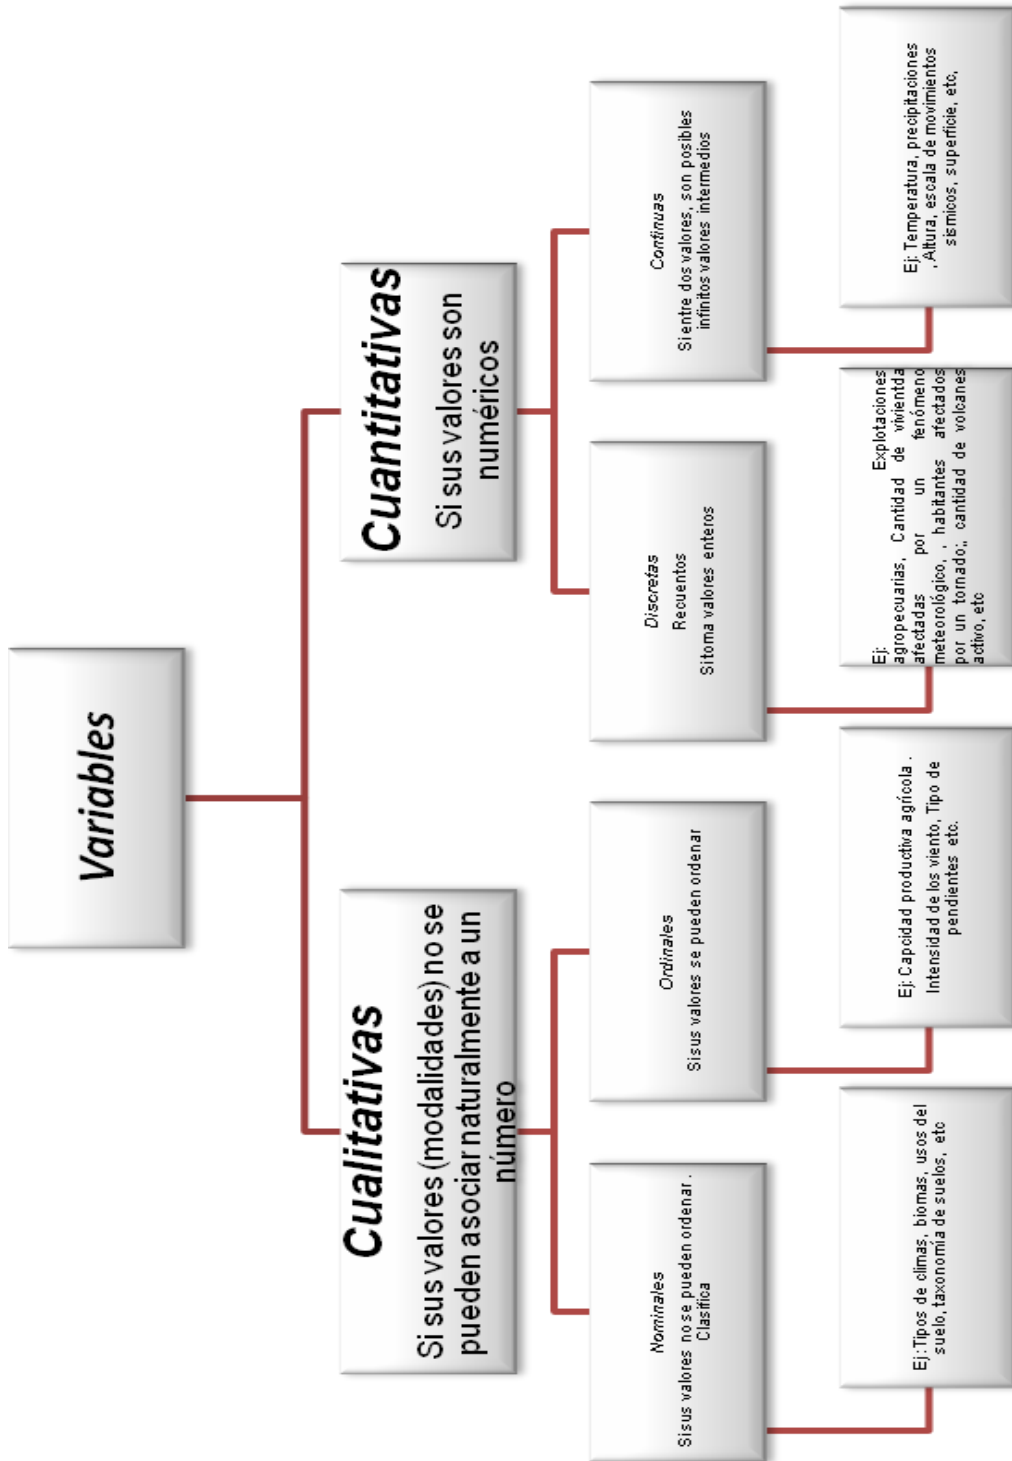 Variables
Cualitativas
Si sus valores (modalidades) no se
pueden asociar naturalmente a un
número
Cuantitativas
Si sus valores son
numéricos
Nominales
Si sus valores no se pueden ordenar .
Clasifica
Ordinales
Si sus valores se pueden ordenar
Discretas
Recuentos
Si toma valores enteros
Continuas
Si entre dos valores, son posibles
infinitos valores intermedios
Ej: Tipos de climas, biomas, usos del
suelo, taxonomía de suelos, etc
Ej: Capcidad productiva agrícola .
Intensidad de los viento, Tipo de
pendientes etc.
Ej: Explotaciones
agropecuarias, Cantidad de vivientda
afectadas por un fenómeno
meteorológico, , habitantes afectados
por un tornado;, cantidad de volcanes
activo, etc
Ej: Temperatura, precipitaciones
, Altura, escala de movimientos
sísmicos, superficie, etc,